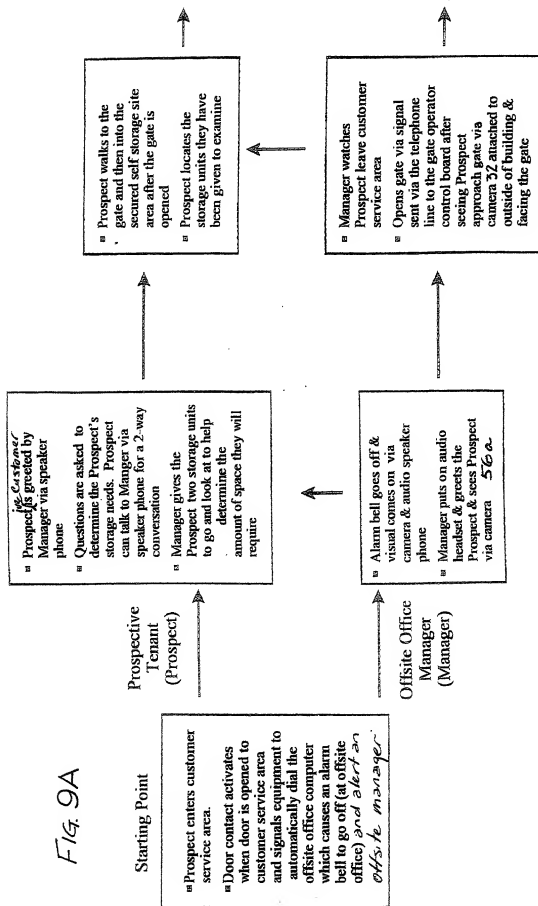 FIG. 9A
Starting Point
Prospect enters customer
service area.
Door contact activates
when door is opened to
customer service area
and signals equipment to
automatically dial the
offsite office computer
which causes an alarm
bell to go off (at offsite
office) and alert an
offsite manager.
Prospective
Tenant
(Prospect)
ie Customer
Prospect is greeted by
Manager via speaker
phone
Questions are asked to
determine the Prospect's
storage needs. Prospect
can talk to Manger via
speaker phone for a 2-way
conversation
Manager gives the
Prospect two storage units
to go and look at to help
determine the
amount of space they will
require
Prospect walks to the
gate and then into the
secured self storage site
area after the gate is
opened
Prospect locates the
storage units they have
been given to examine
Offsite Office
Manager
(Manager)
Alarm bell goes off &
visual comes on via
camera & audio speaker
phone
Manager puts on audio
headset & greets the
Prospect & sees Prospect
via camera 56a
Manager watches
Prospect leave customer
service area
Opens gate via signal
sent via the telephone
line to the gate operator
control board after
seeing Prospect
approach gate via
camera 32 attached to
outside of building &
facing the gate